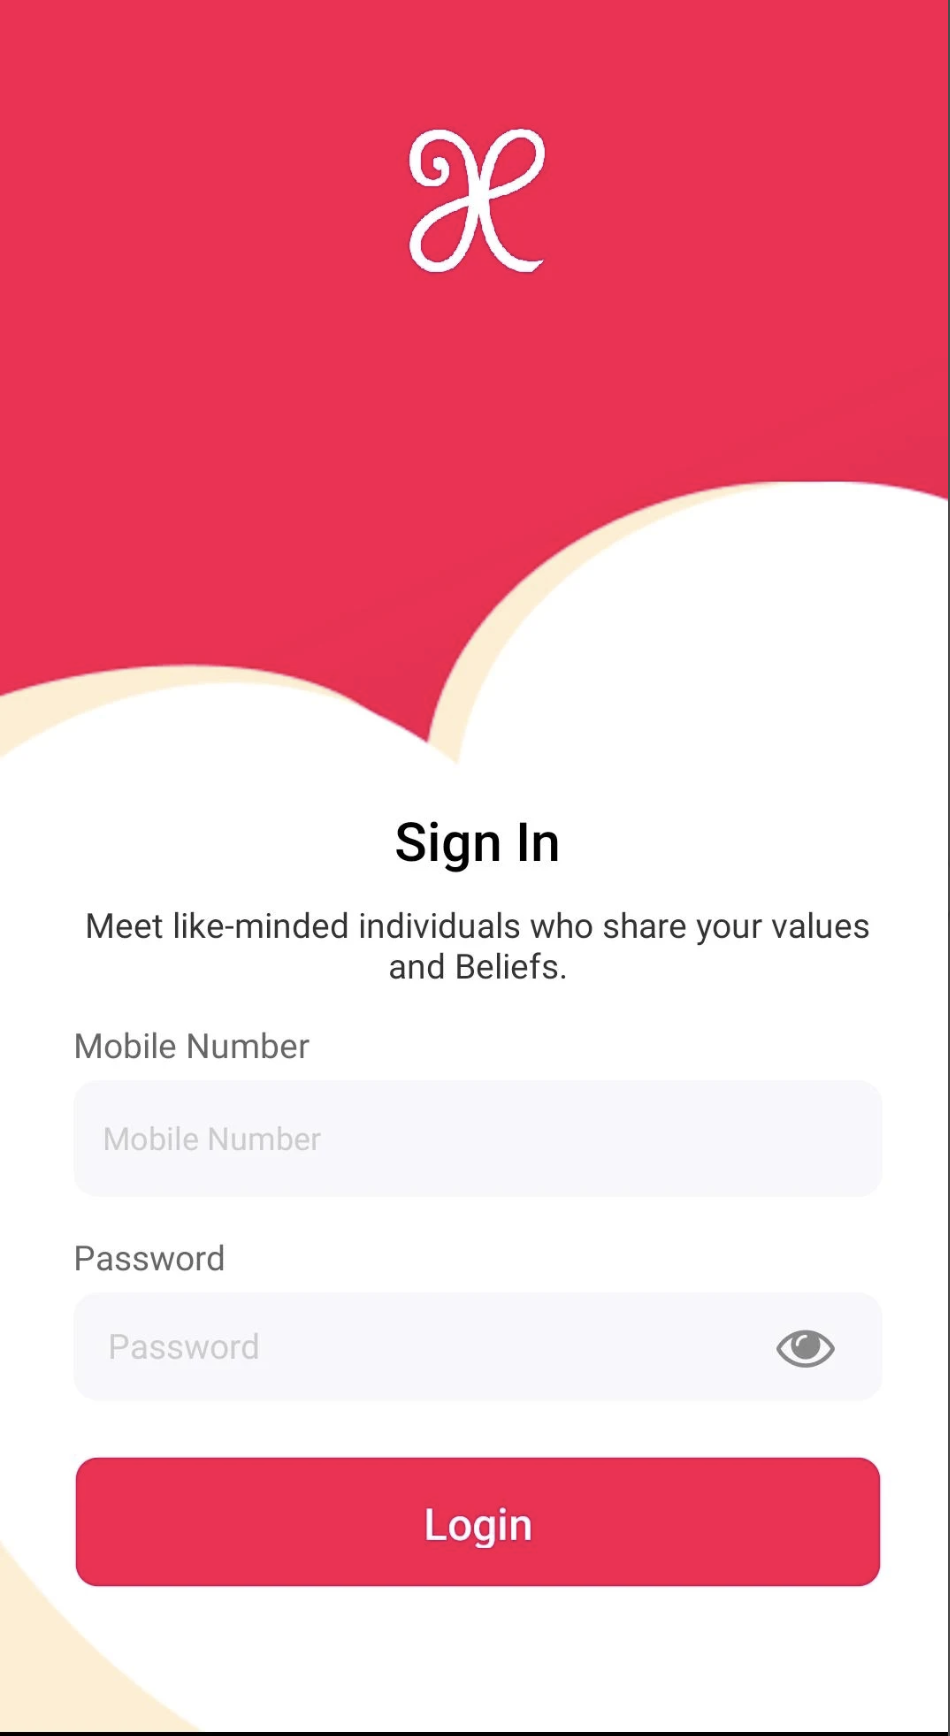 Sign In
Meet like-minded individuals who share your values
and Beliefs.
Mobile Number
Mobile Number
Password
Password
Login